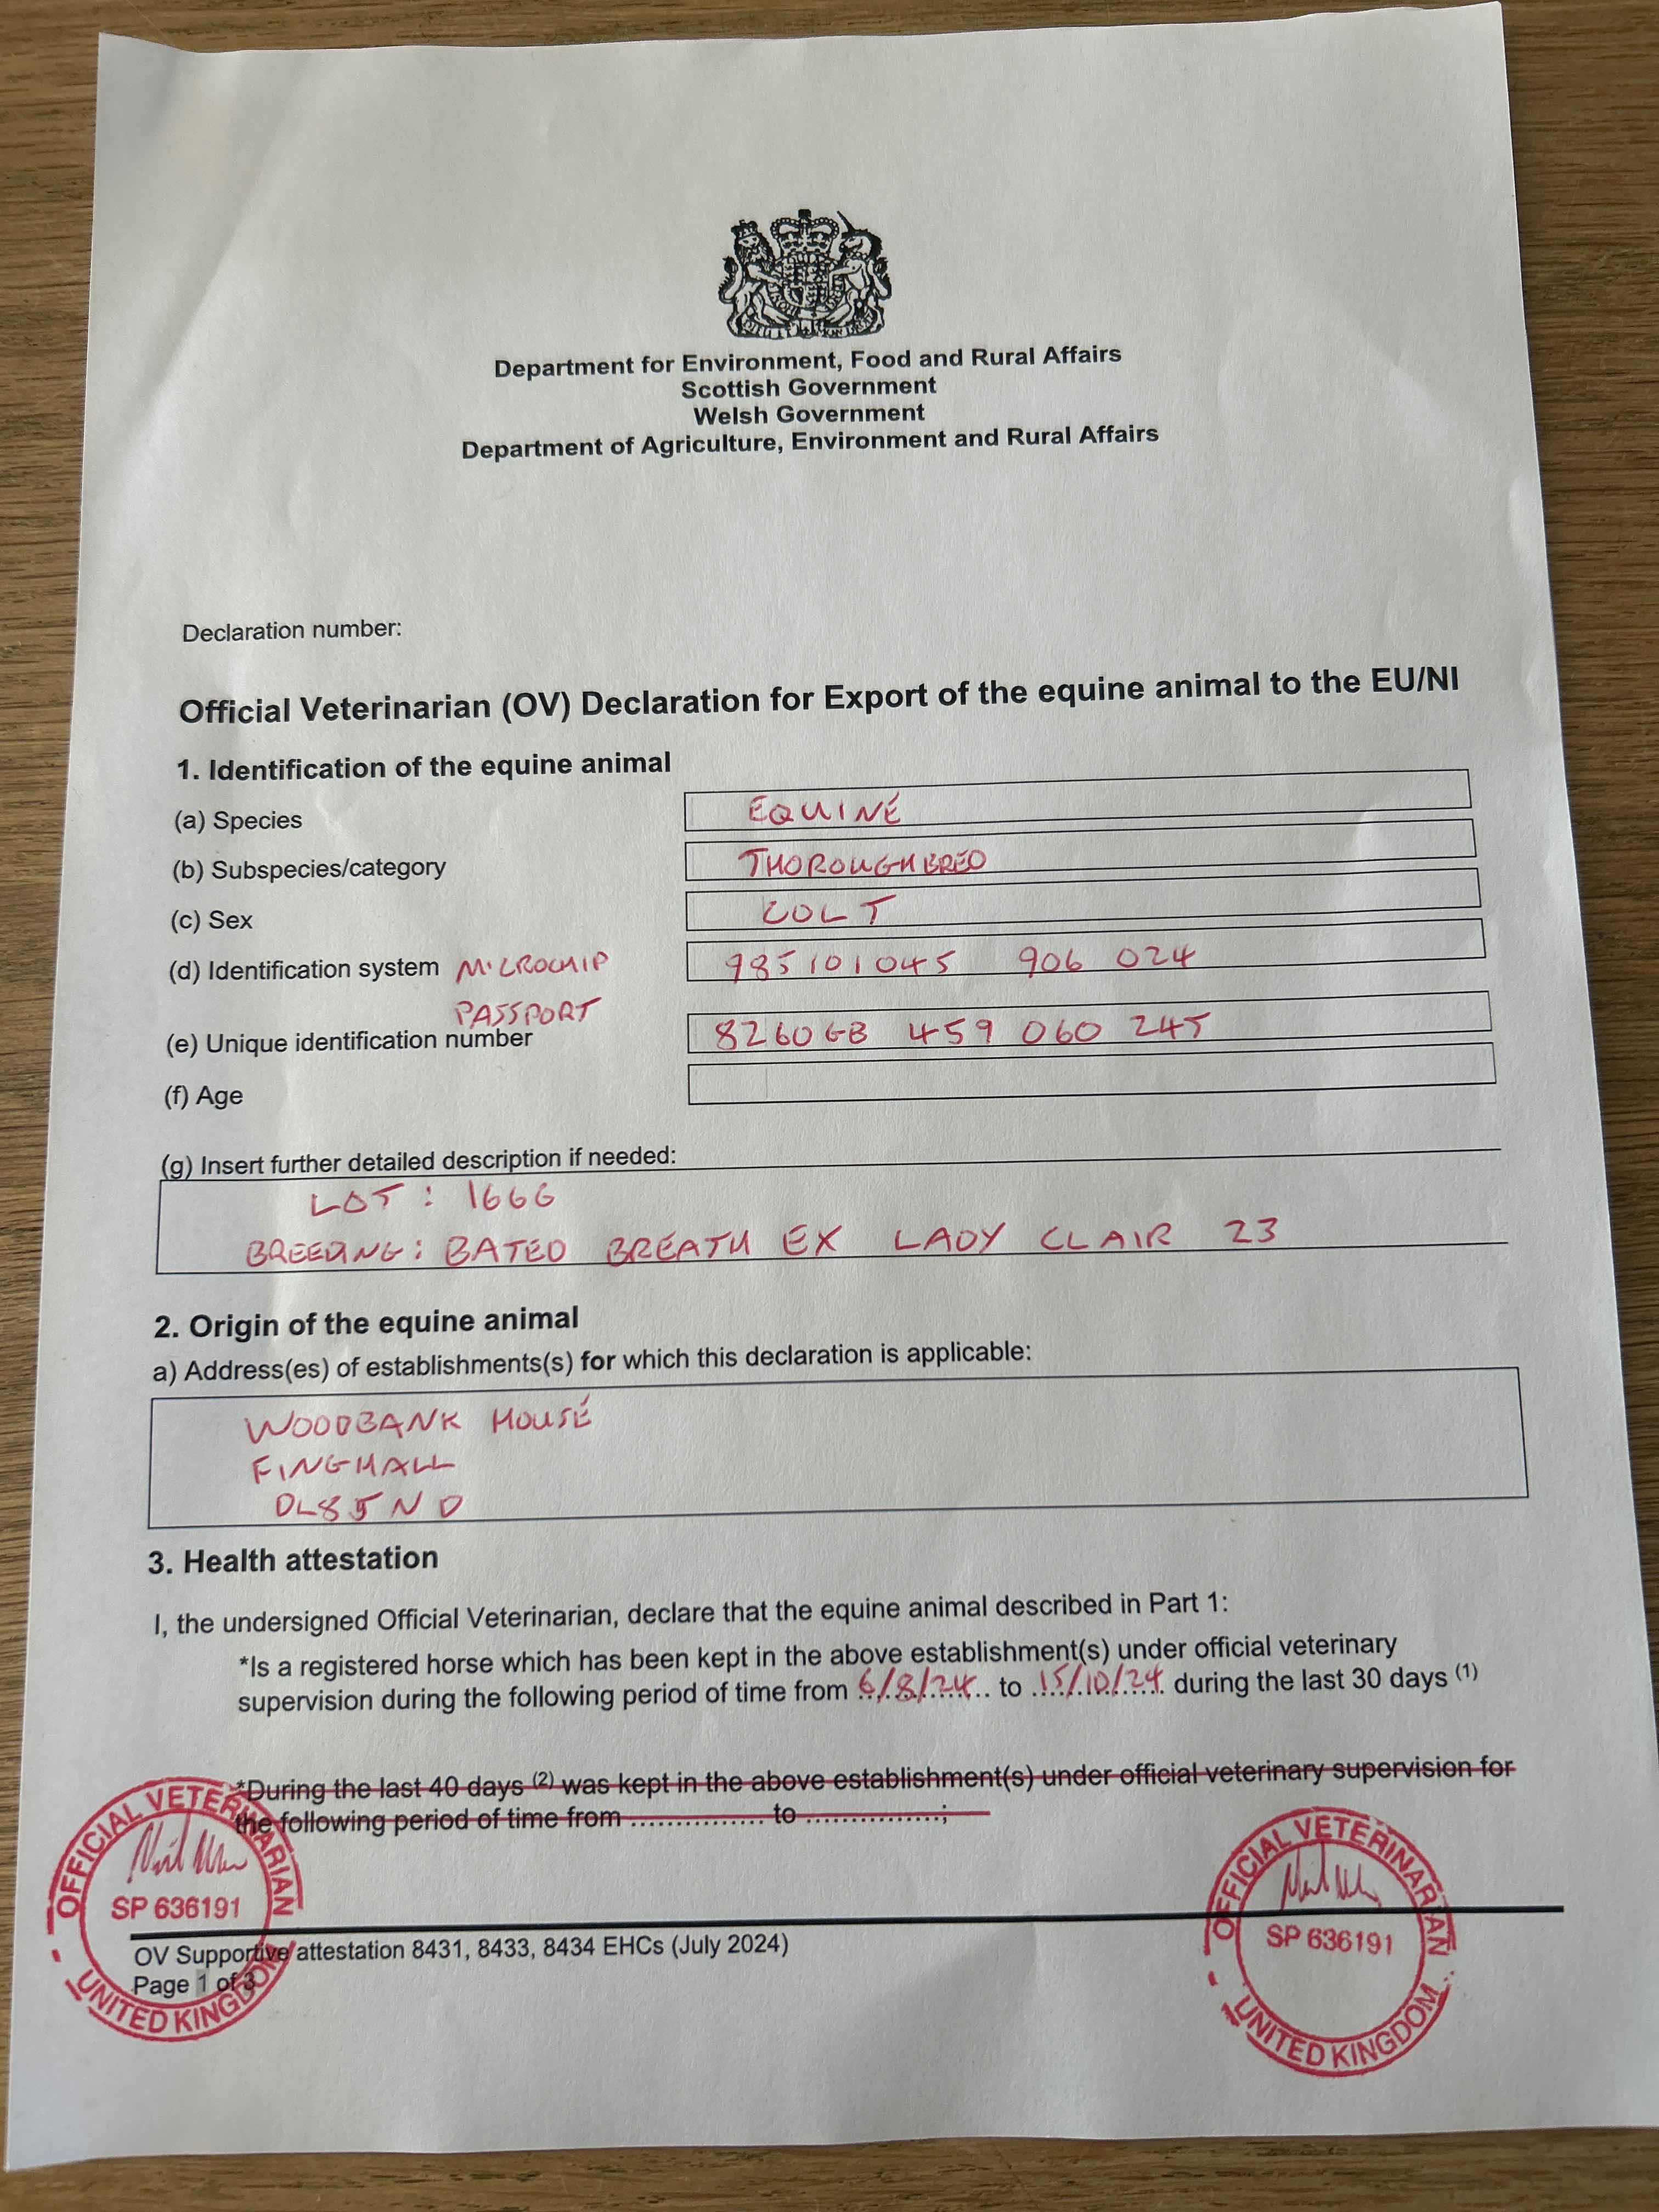 Department for Environment, Food and Rural Affairs
Scottish Government
Welsh Government
Department of Agriculture, Environment and Rural Affairs
Declaration number:
Official Veterinarian (OV) Declaration for Export of the equine animal to the EU/NI
1. Identification of the equine animal
(a) Species EQUINE
(b) Subspecies/category THOROUGHBRED
(c) Sex COLT
(d) Identification system MICROCHIP 985101045 906 024
PASSPORT
(e) Unique identification number 8260GB 459 060 24T
(f) Age
(g) Insert further detailed description if needed:
LOT : 1666
BREEDING : BATED BREATH EX LADY CLAIR 23
2. Origin of the equine animal
a) Address(es) of establishments(s) for which this declaration is applicable:
WOODBANK HOUSE
FINGHALL
DL85ND
3. Health attestation
I, the undersigned Official Veterinarian, declare that the equine animal described in Part 1:
*Is a registered horse which has been kept in the above establishment(s) under official veterinary
supervision during the following period of time from 6/8/24 to 15/10/24 during the last 30 days (1)
*During the last 40 days (2) was kept in the above establishment(s) under official veterinary supervision for
the following period of time from ............... to ...............;
OFFICIAL VETERINARIAN
SP 636191
UNITED KINGDOM
OFFICIAL VETERINARIAN
SP 636191
UNITED KINGDOM
OV Supportive attestation 8431, 8433, 8434 EHCs (July 2024)
Page 1 of 3